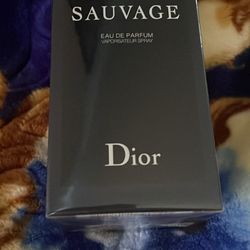 SAUVAGE
EAU DE PARFUM
VAPORISATEUR SPRAY
Dior